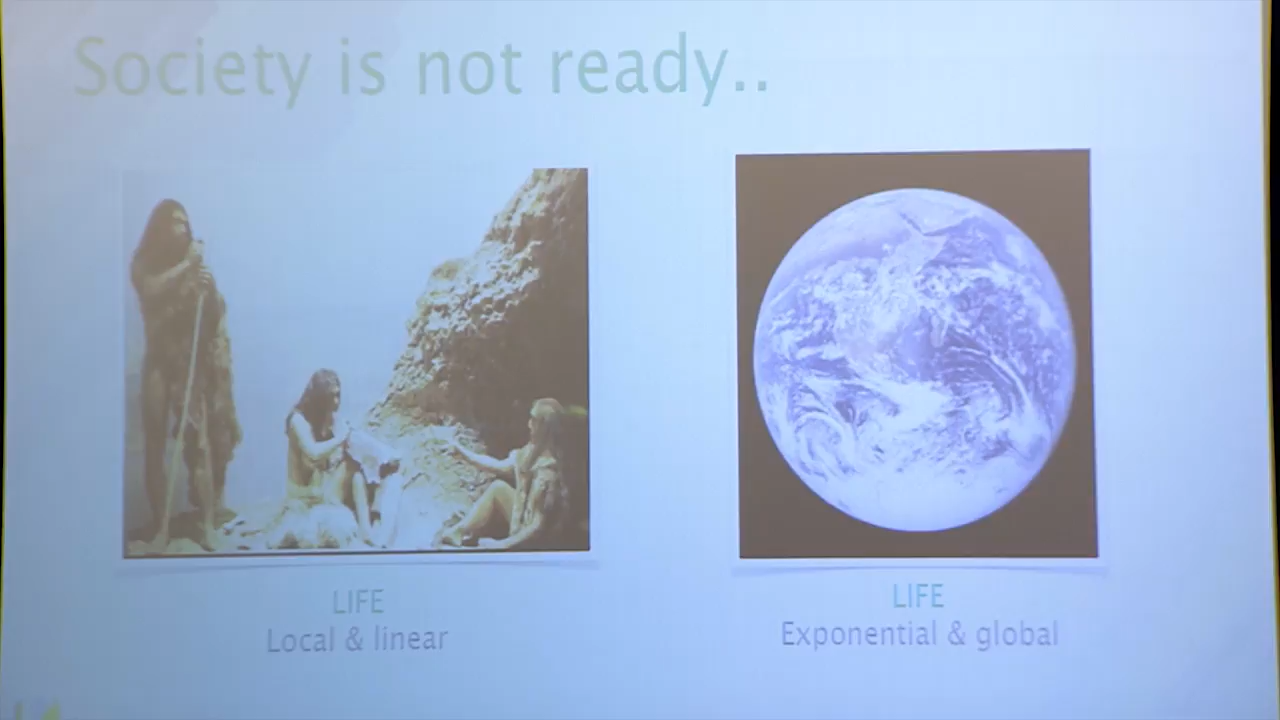 Society is not ready..
LIFE
Local & linear
LIFE
Exponential & global